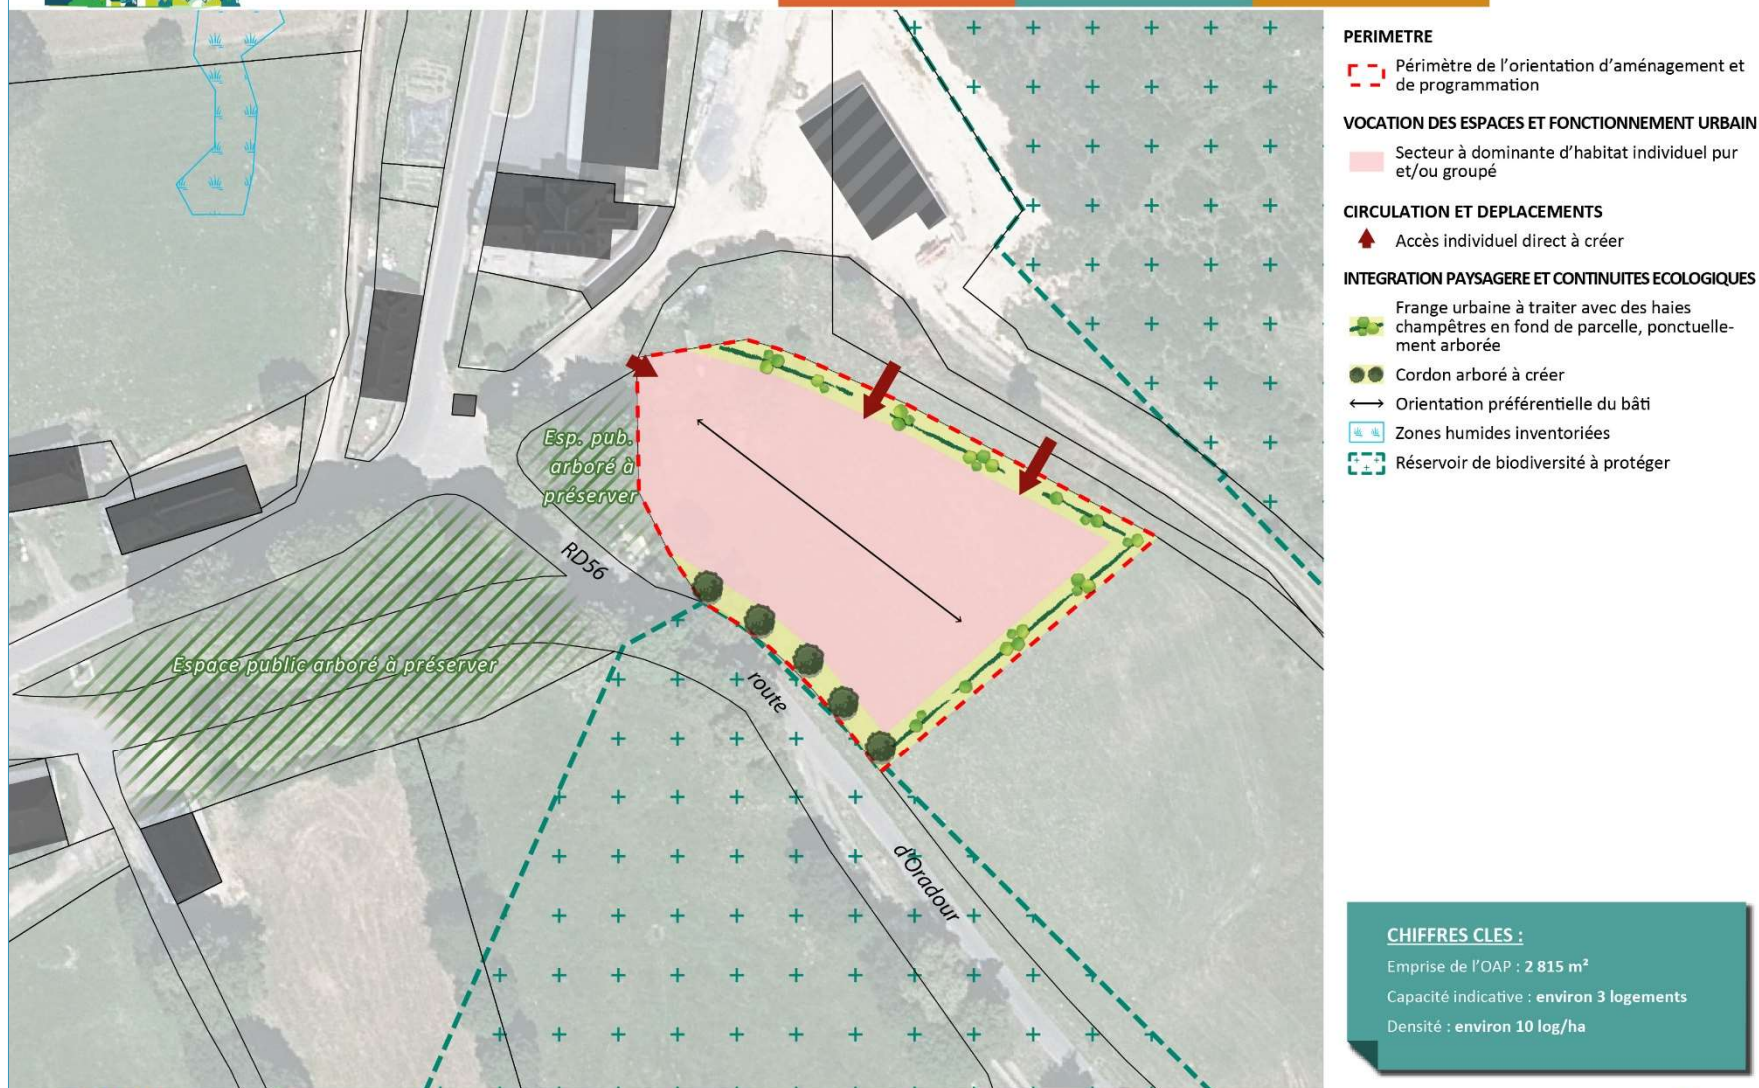 PERIMETRE
Périmètre de l'orientation d'aménagement et
de programmation
VOCATION DES ESPACES ET FONCTIONNEMENT URBAIN
Secteur à dominante d'habitat individuel pur
et/ou groupé
CIRCULATION ET DEPLACEMENTS
Accès individuel direct à créer
INTEGRATION PAYSAGERE ET CONTINUITES ECOLOGIQUES
Frange urbaine à traiter avec des haies
champêtres en fond de parcelle, ponctuelle-
ment arborée
Cordon arboré à créer
Orientation préférentielle du bâti
Zones humides inventoriées
Réservoir de biodiversité à protéger
Esp. pub.
arboré à
préserver
RD56
Espace public arboré à préserver
route
d'Oradour
CHIFFRES CLES :
Emprise de l'OAP : 2 815 m²
Capacité indicative : environ 3 logements
Densité : environ 10 log/ha